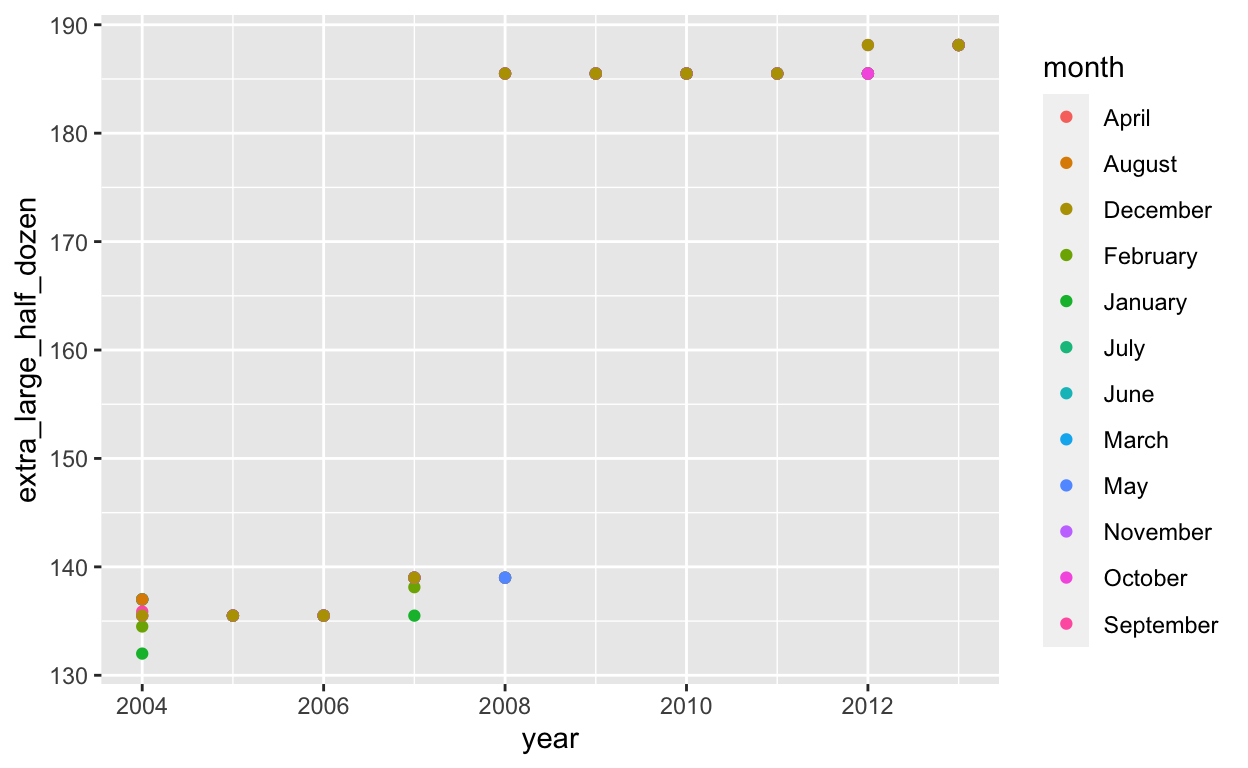 190
180
170
160
150
140
130
extra_large_half_dozen
2004 2006 2008 2010 2012
year
month
April
August
December
February
January
July
June
March
May
November
October
September